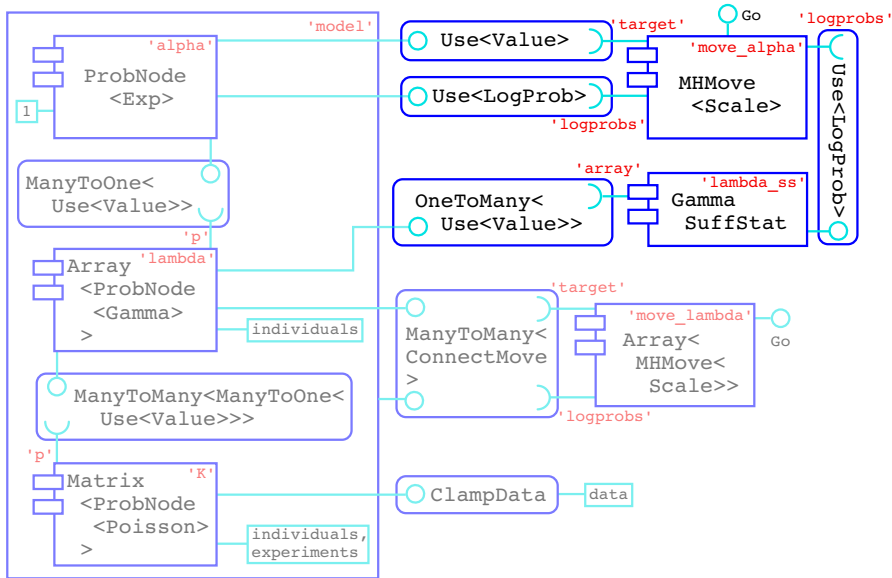 'model'
'alpha'
ProbNode
<Exp>
1
ManyToOne<
Use<Value>>
'p'
'lambda'
Array
<ProbNode
<Gamma>
>
individuals
ManyToMany<ManyToOne<
Use<Value>>>
'p'
'K'
Matrix
<ProbNode
<Poisson>
>
individuals,
experiments
Use<Value>
'target'
Use<LogProb>
'logprobs'
Go
'move_alpha'
MHMove
<Scale>
'logprobs'
Use<LogProb>
OneToMany<
Use<Value>>
'array'
'lambda_ss'
Gamma
SuffStat
ManyToMany<
ConnectMove
>
'target'
'logprobs'
'move_lambda'
Array<
MHMove<
Scale>>
Go
ClampData
data